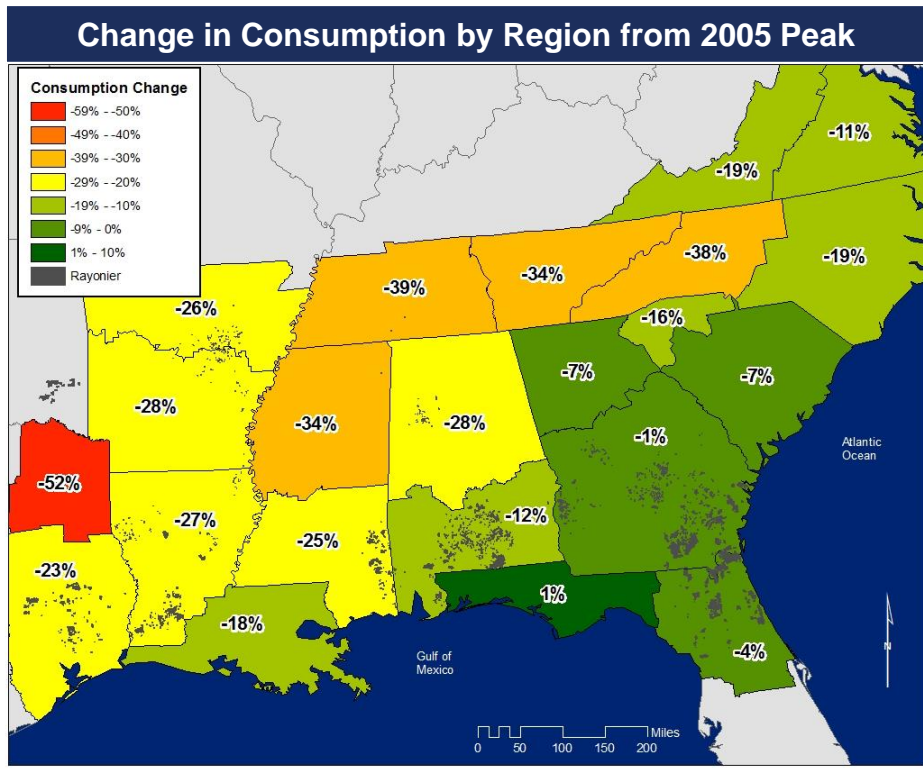 Change in Consumption by Region from 2005 Peak
Consumption Change
-59% - -50%
-49% - -40%
-39% - -30%
-29% - -20%
-19% - -10%
-9% - 0%
1% - 10%
Rayonier
-11%
-19%
-19%
-38%
-34%
-39%
-26%
-16%
-7%
-7%
-28%
-34%
-28%
-1%
Atlantic
Ocean
-52%
-27%
-25%
-12%
-23%
1%
-18%
-4%
Gulf of
Mexico
N
Miles
0 50 100 150 200